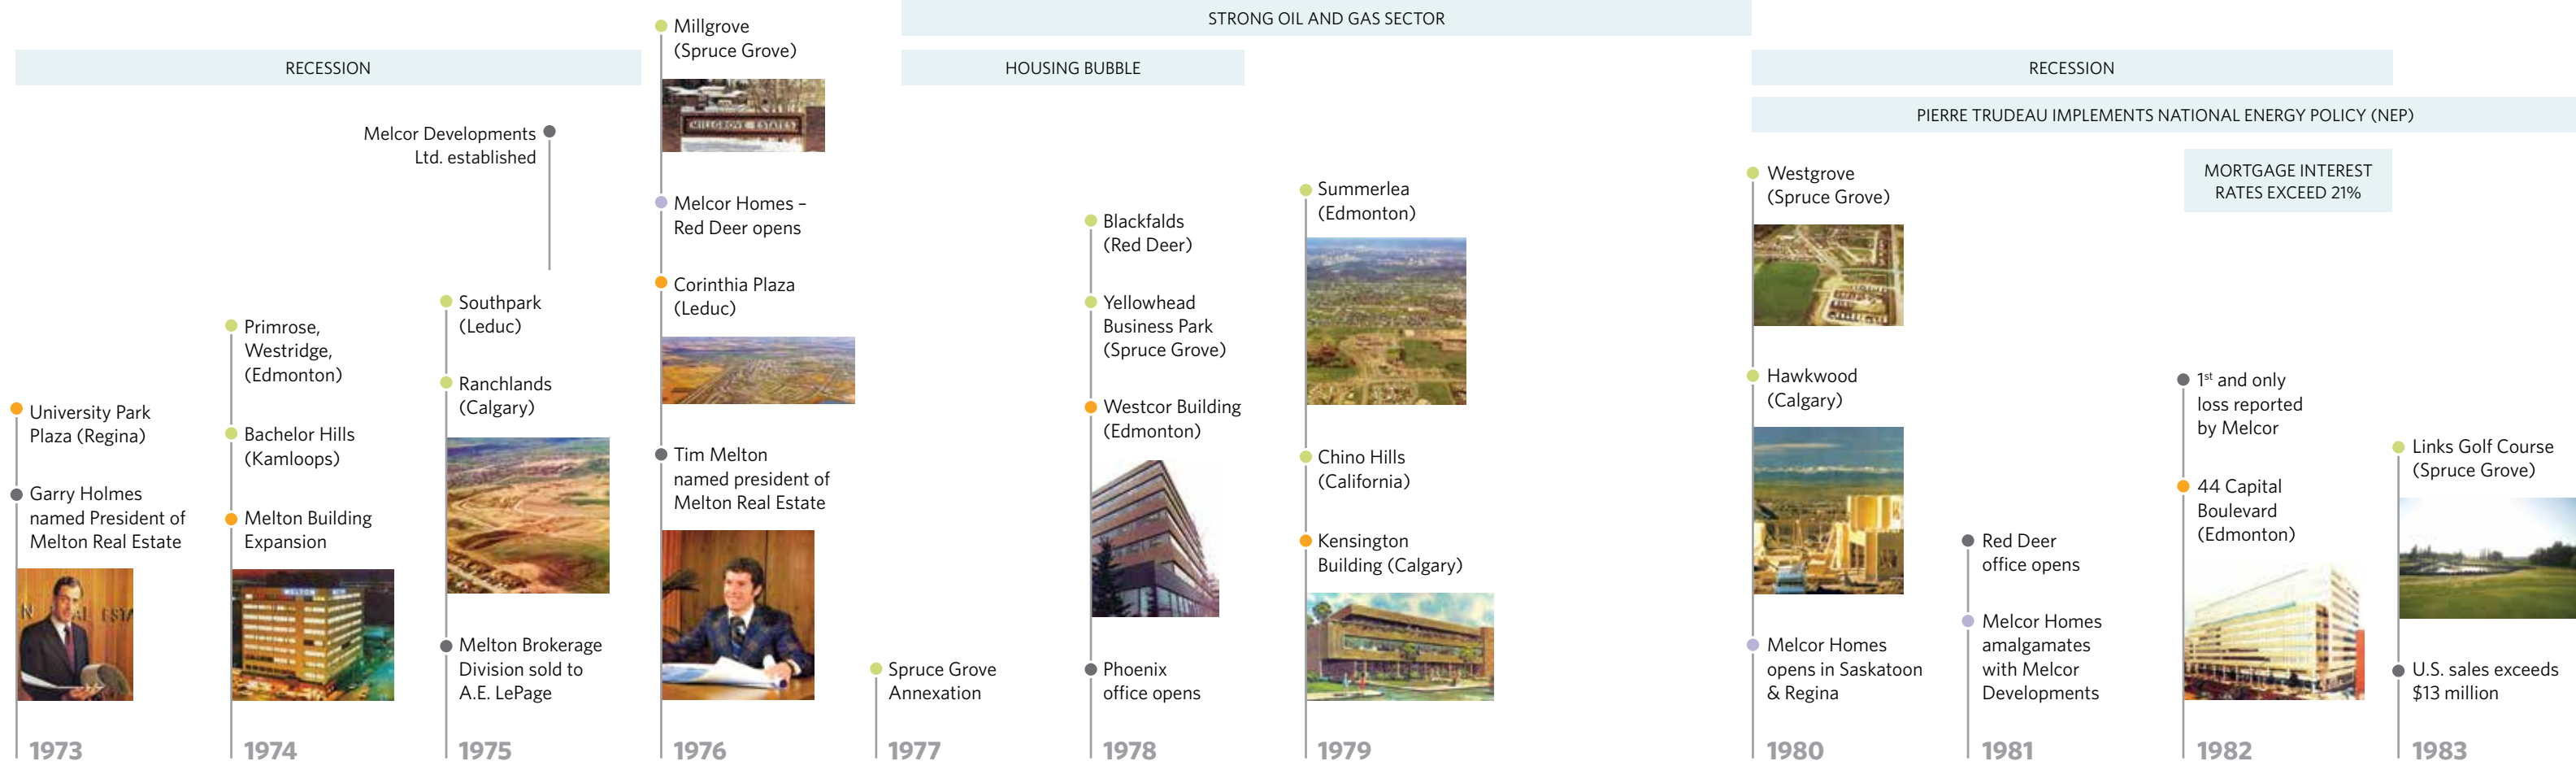 STRONG OIL AND GAS SECTOR
RECESSION
HOUSING BUBBLE
RECESSION
PIERRE TRUDEAU IMPLEMENTS NATIONAL ENERGY POLICY (NEP)
MORTGAGE INTEREST
RATES EXCEED 21%
University Park
Plaza (Regina)
Garry Holmes
named President of
Melton Real Estate
1973
Primrose,
Westridge,
(Edmonton)
Bachelor Hills
(Kamloops)
Melton Building
Expansion
MELTON
1974
Southpark
(Leduc)
Ranchlands
(Calgary)
Melton Brokerage
Division sold to
A.E. LePage
1975
Melcor Developments
Ltd. established
Millgrove
(Spruce Grove)
MILLGROVE ESTATES
Melcor Homes –
Red Deer opens
Corinthia Plaza
(Leduc)
Tim Melton
named president of
Melton Real Estate
1976
Spruce Grove
Annexation
1977
Blackfalds
(Red Deer)
Yellowhead
Business Park
(Spruce Grove)
Westcor Building
(Edmonton)
Phoenix
office opens
1978
Summerlea
(Edmonton)
Chino Hills
(California)
Kensington
Building (Calgary)
1979
Westgrove
(Spruce Grove)
Hawkwood
(Calgary)
Melcor Homes
opens in Saskatoon
& Regina
1980
Red Deer
office opens
Melcor Homes
amalgamates
with Melcor
Developments
1981
1st and only
loss reported
by Melcor
44 Capital
Boulevard
(Edmonton)
1982
Links Golf Course
(Spruce Grove)
U.S. sales exceeds
$13 million
1983